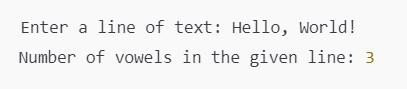 Enter a line of text: Hello, World!
Number of vowels in the given line: 3